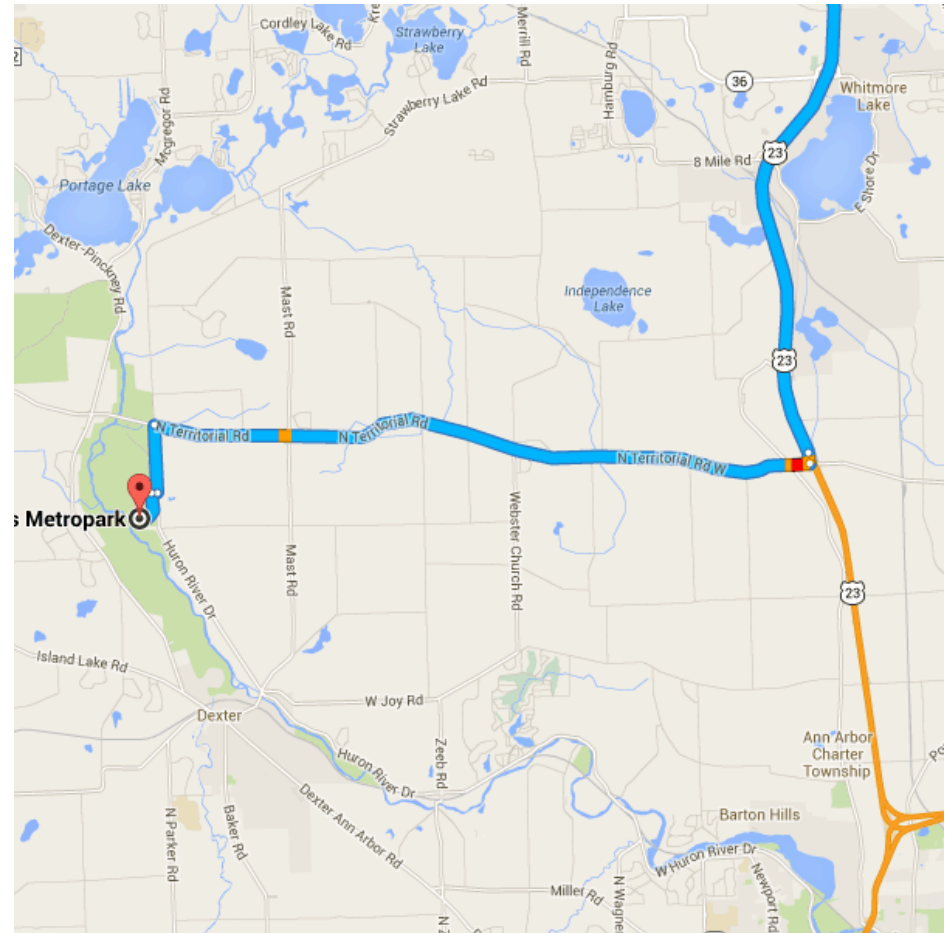 Cordley Lake Rd
Strawberry
Lake
Merrill Rd
Hamburg Rd
36
Whitmore
Lake
Mcgregor Rd
Strawberry Lake Rd
8 Mile Rd
23
E Shore Dr
Portage Lake
Dexter-Pinckney Rd
Mast Rd
Independence
Lake
23
N Territorial Rd
N Territorial Rd
N Territorial Rd W
s Metropark
Webster Church Rd
Huron River Dr
Mast Rd
23
Island Lake Rd
W Joy Rd
Dexter
Zeeb Rd
Ann Arbor
Charter
Township
Huron River Dr
Dexter Ann Arbor Rd
N Parker Rd
Baker Rd
Barton Hills
W Huron River Dr
Newport Rd
Miller Rd
N Wagne